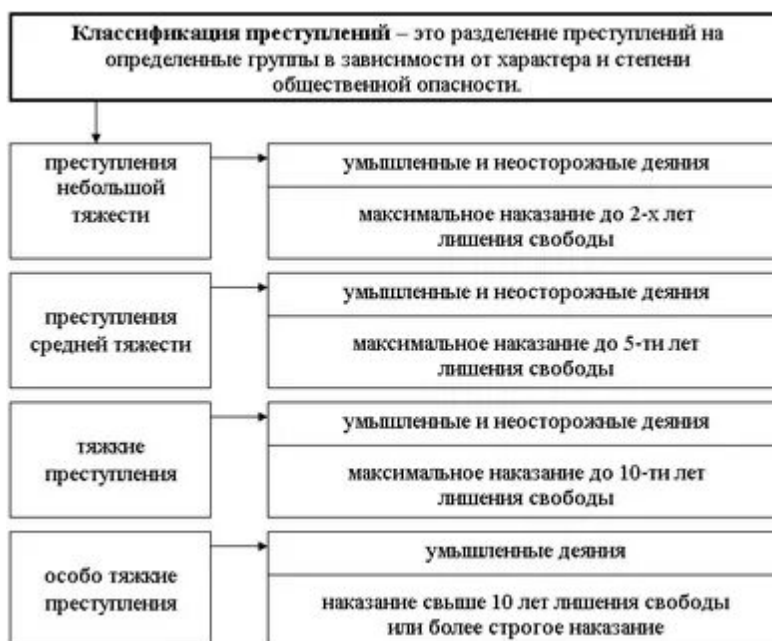 Классификация преступлений – это разделение преступлений на
определенные группы в зависимости от характера и степени
общественной опасности.
преступления
небольшой
тяжести
умышленные и неосторожные деяния
максимальное наказание до 2-х лет
лишения свободы
преступления
средней тяжести
умышленные и неосторожные деяния
максимальное наказание до 5-ти лет
лишения свободы
тяжкие
преступления
умышленные и неосторожные деяния
максимальное наказание до 10-ти лет
лишения свободы
особо тяжкие
преступления
умышленные деяния
наказание свыше 10 лет лишения свободы
или более строгое наказание